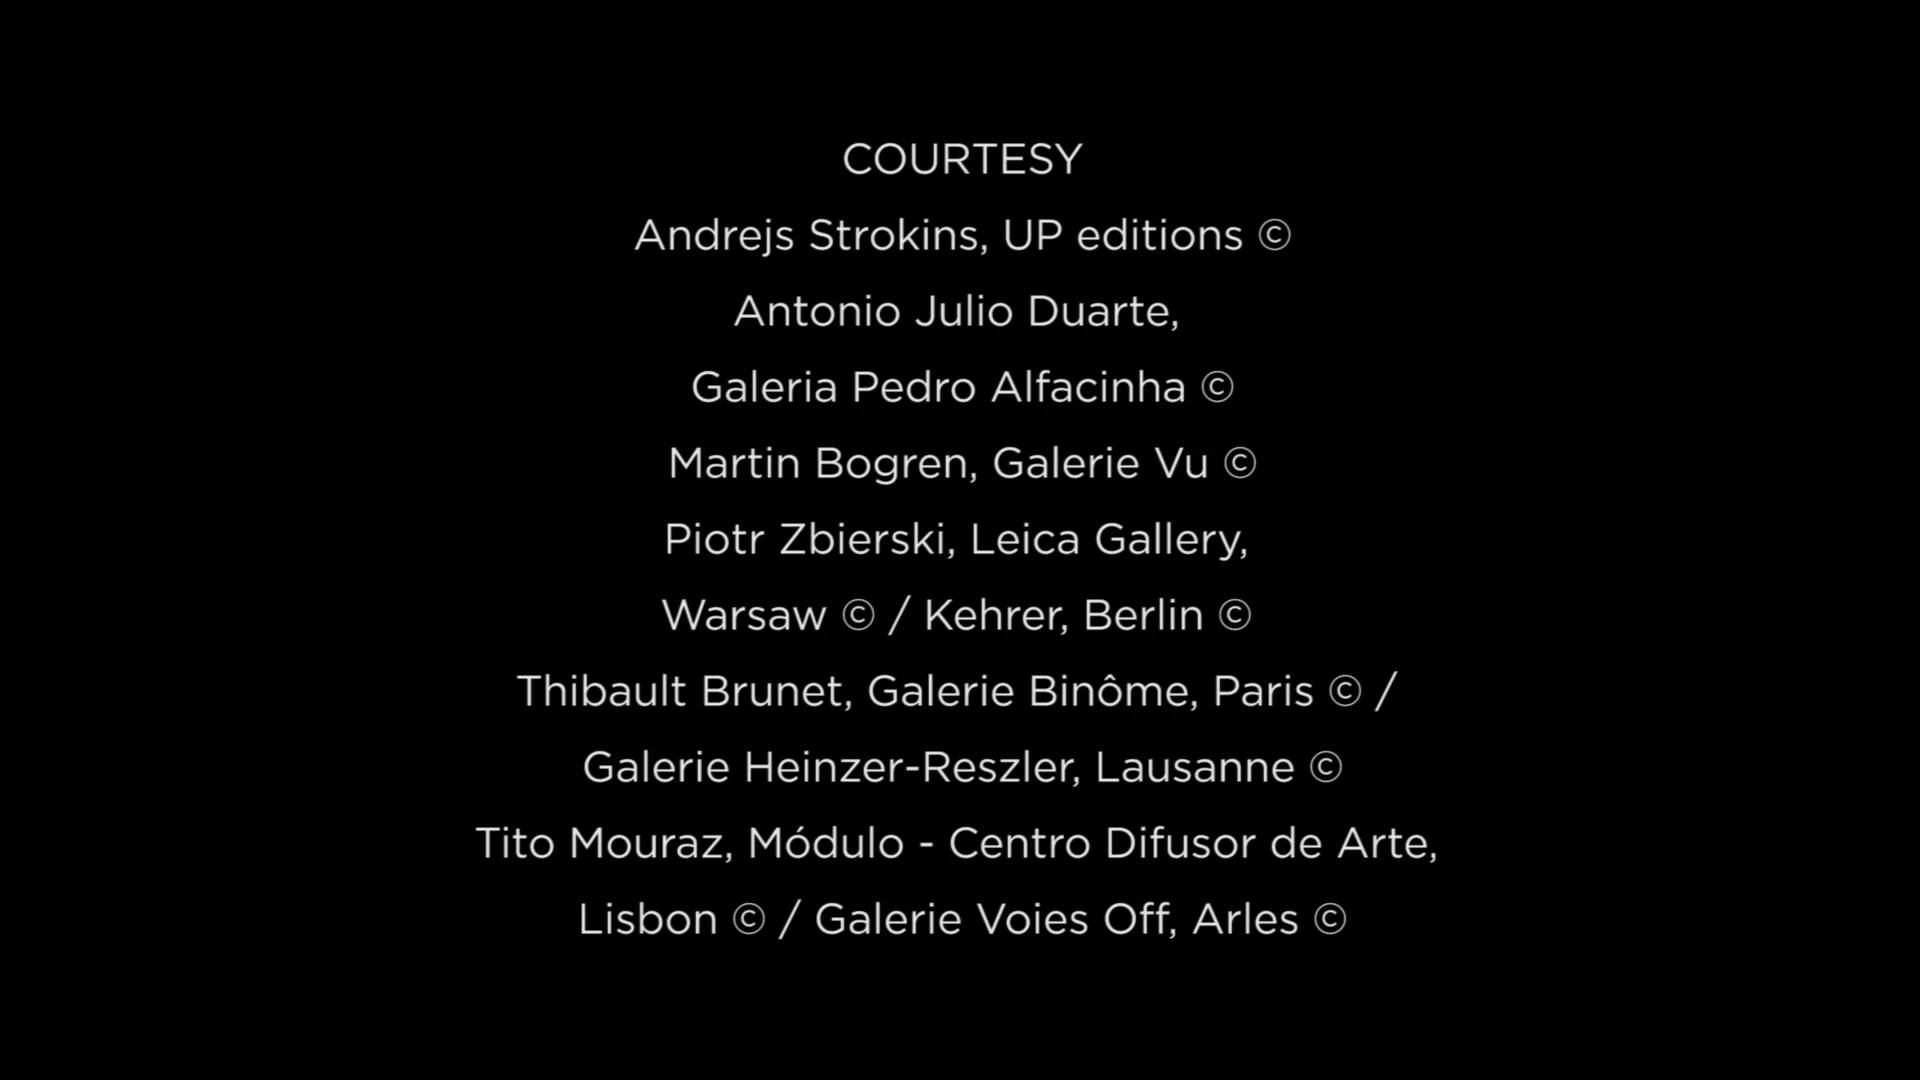 COURTESY
Andrejs Strokins, UP editions ©
Antonio Julio Duarte,
Galeria Pedro Alfacinha ©
Martin Bogren, Galerie Vu ©
Piotr Zbierski, Leica Gallery,
Warsaw © / Kehrer, Berlin ©
Thibault Brunet, Galerie Binôme, Paris © /
Galerie Heinzer-Reszler, Lausanne ©
Tito Mouraz, Módulo - Centro Difusor de Arte,
Lisbon © / Galerie Voies Off, Arles ©